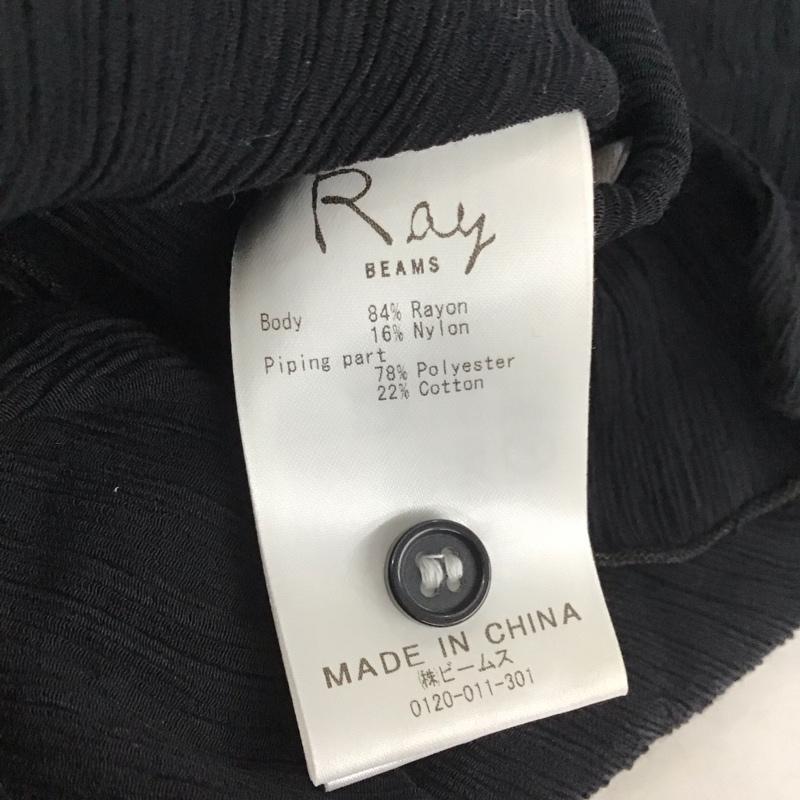 Ray
BEAMS
Body 84% Rayon
16% Nylon
Piping part
78% Polyester
22% Cotton
MADE IN CHINA
㈱ビームス
0120-011-301